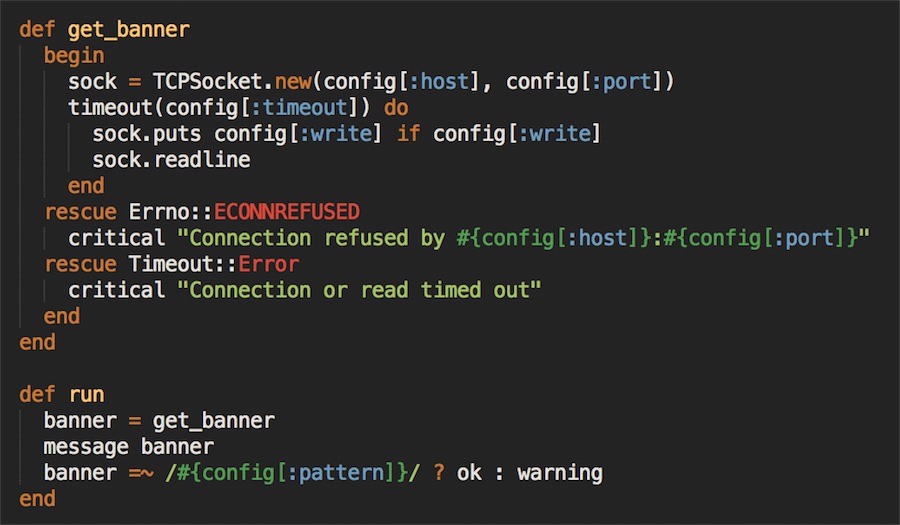 def get_banner
  begin
    sock = TCPSocket.new(config[:host], config[:port])
    timeout(config[:timeout]) do
      sock.puts config[:write] if config[:write]
      sock.readline
    end
  rescue Errno::ECONNREFUSED
    critical "Connection refused by #{config[:host]}:#{config[:port]}"
  rescue Timeout::Error
    critical "Connection or read timed out"
  end
end

def run
  banner = get_banner
  message banner
  banner =~ /#{config[:pattern]}/ ? ok : warning
end